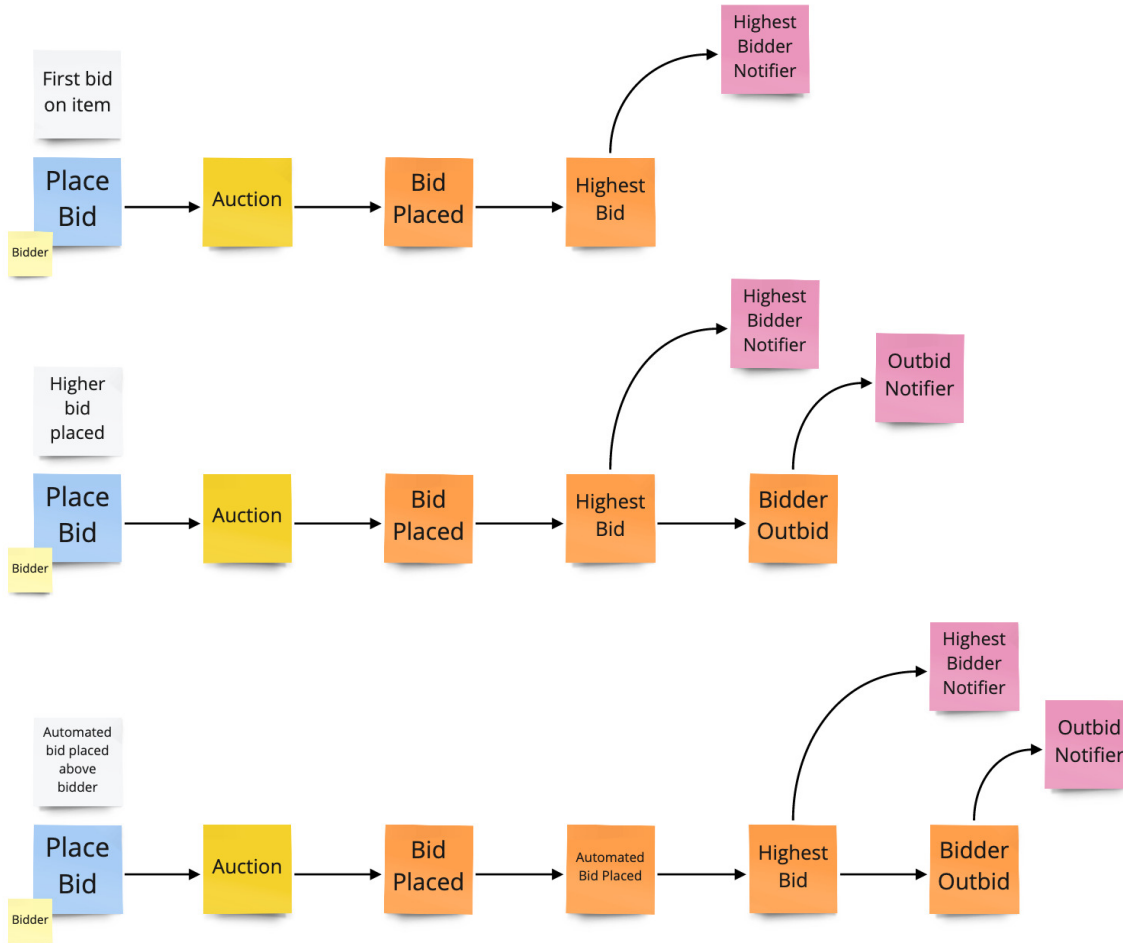 Highest
Bidder
Notifier
First bid
on item
Place
Bid
Bidder
Auction
Bid
Placed
Highest
Bid
Highest
Bidder
Notifier
Outbid
Notifier
Higher
bid
placed
Place
Bid
Bidder
Auction
Bid
Placed
Highest
Bid
Bidder
Outbid
Highest
Bidder
Notifier
Outbid
Notifier
Automated
bid placed
above
bidder
Place
Bid
Bidder
Auction
Bid
Placed
Automated
Bid Placed
Highest
Bid
Bidder
Outbid